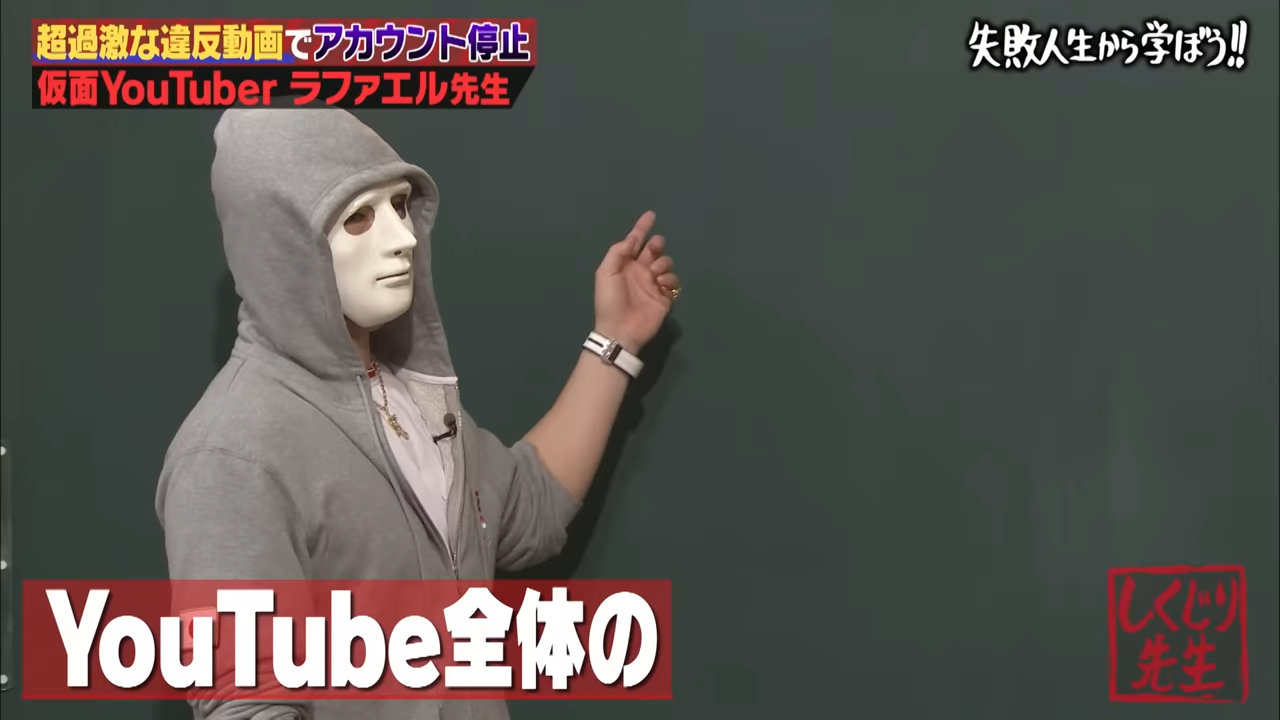 超過激な違反動画でアカウント停止
仮面YouTuber ラファエル先生
失敗人生から学ぼう!!
YouTube全体の
しくじり
先生